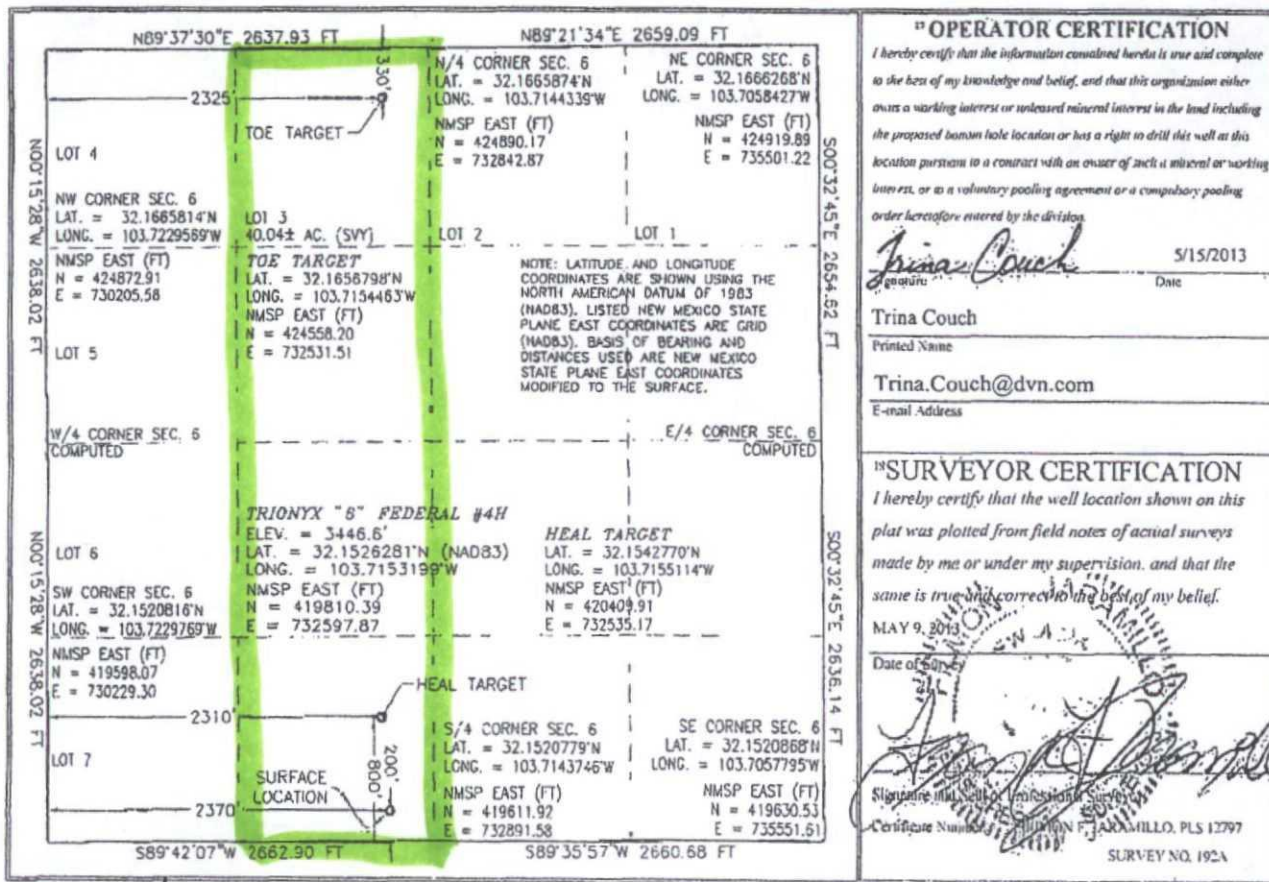 N89°37'30"E 2637.93 FT
N89°21'34"E 2659.09 FT
330'
N/4 CORNER SEC. 6
LAT. = 32.1665874'N
LONG. = 103.7144339'W
NMSP EAST (FT)
N = 424890.17
E = 732842.87
NE CORNER SEC. 6
LAT. = 32.1666268'N
LONG. = 103.7058427'W
NMSP EAST (FT)
N = 424919.89
E = 735501.22
2325'
TOE TARGET
LOT 4
N00°15'28"W 2638.02 FT
S00°32'45"E 2654.62 FT
NW CORNER SEC. 6
LAT. = 32.1665814'N
LONG. = 103.7229569'W
NMSP EAST (FT)
N = 424872.91
E = 730205.58
LOT 3
40.04± AC. (SVY)
LOT 2
LOT 1
TOE TARGET
LAT. = 32.1656798'N
LONG. = 103.7154463'W
NMSP EAST (FT)
N = 424558.20
E = 732531.51
NOTE: LATITUDE AND LONGITUDE
COORDINATES ARE SHOWN USING THE
NORTH AMERICAN DATUM OF 1983
(NAD83). LISTED NEW MEXICO STATE
PLANE EAST COORDINATES ARE GRID
(NAD83). BASIS OF BEARING AND
DISTANCES USED ARE NEW MEXICO
STATE PLANE EAST COORDINATES
MODIFIED TO THE SURFACE.
LOT 5
W/4 CORNER SEC. 6
COMPUTED
E/4 CORNER SEC. 6
COMPUTED
TRIONYX "6" FEDERAL #4H
ELEV. = 3446.6'
LAT. = 32.1526281'N (NAD83)
LONG. = 103.7153199'W
NMSP EAST (FT)
N = 419810.39
E = 732597.87
HEAL TARGET
LAT. = 32.1542770'N
LONG. = 103.7155114'W
NMSP EAST (FT)
N = 420409.91
E = 732535.17
LOT 6
N00°15'28"W 2638.02 FT
S00°32'45"E 2636.14 FT
SW CORNER SEC. 6
LAT. = 32.1520816'N
LONG. = 103.7229769'W
NMSP EAST (FT)
N = 419598.07
E = 730229.30
HEAL TARGET
2310'
LOT 7
S/4 CORNER SEC. 6
LAT. = 32.1520779'N
LONG. = 103.7143746'W
NMSP EAST (FT)
N = 419611.92
E = 732891.58
SE CORNER SEC. 6
LAT. = 32.1520868'N
LONG. = 103.7057795'W
NMSP EAST (FT)
N = 419630.53
E = 735551.61
200'
800'
SURFACE
LOCATION
2370'
S89°42'07"W 2662.90 FT
S89°35'57"W 2660.68 FT
17 OPERATOR CERTIFICATION
I hereby certify that the information contained herein is true and complete
to the best of my knowledge and belief, and that this organization either
owns a working interest or unleased mineral interest in the land including
the proposed bottom hole location or has a right to drill this well at this
location pursuant to a contract with an owner of such a mineral or working
interest, or to a voluntary pooling agreement or a compulsory pooling
order heretofore entered by the division.
Trina Couch
5/15/2013
Signature
Date
Trina Couch
Printed Name
Trina.Couch@dvn.com
E-mail Address
18 SURVEYOR CERTIFICATION
I hereby certify that the well location shown on this
plat was plotted from field notes of actual surveys
made by me or under my supervision, and that the
same is true and correct to the best of my belief.
MAY 9, 2013
Date of Survey
Signature and Seal of Professional Surveyor
Certificate Number F. JARAMILLO, PLS 12797
SURVEY NO. 192A